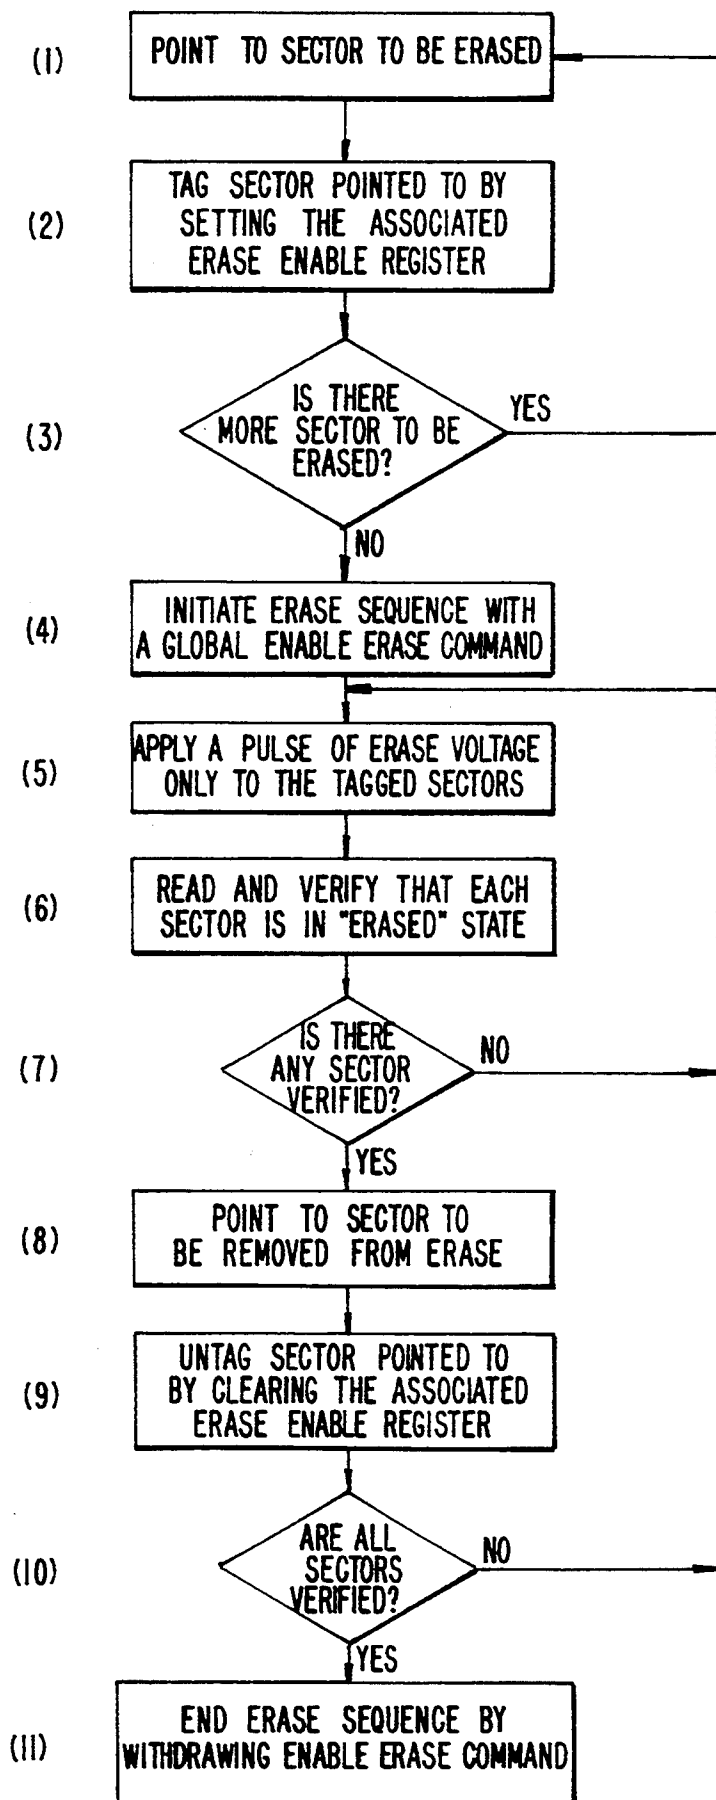 (1)
POINT TO SECTOR TO BE ERASED
(2)
TAG SECTOR POINTED TO BY
SETTING THE ASSOCIATED
ERASE ENABLE REGISTER
(3)
IS THERE
MORE SECTOR TO BE
ERASED?
YES
NO
(4)
INITIATE ERASE SEQUENCE WITH
A GLOBAL ENABLE ERASE COMMAND
(5)
APPLY A PULSE OF ERASE VOLTAGE
ONLY TO THE TAGGED SECTORS
(6)
READ AND VERIFY THAT EACH
SECTOR IS IN "ERASED" STATE
(7)
IS THERE
ANY SECTOR
VERIFIED?
NO
YES
(8)
POINT TO SECTOR TO
BE REMOVED FROM ERASE
(9)
UNTAG SECTOR POINTED TO
BY CLEARING THE ASSOCIATED
ERASE ENABLE REGISTER
(10)
ARE ALL
SECTORS
VERIFIED?
NO
YES
(11)
END ERASE SEQUENCE BY
WITHDRAWING ENABLE ERASE COMMAND